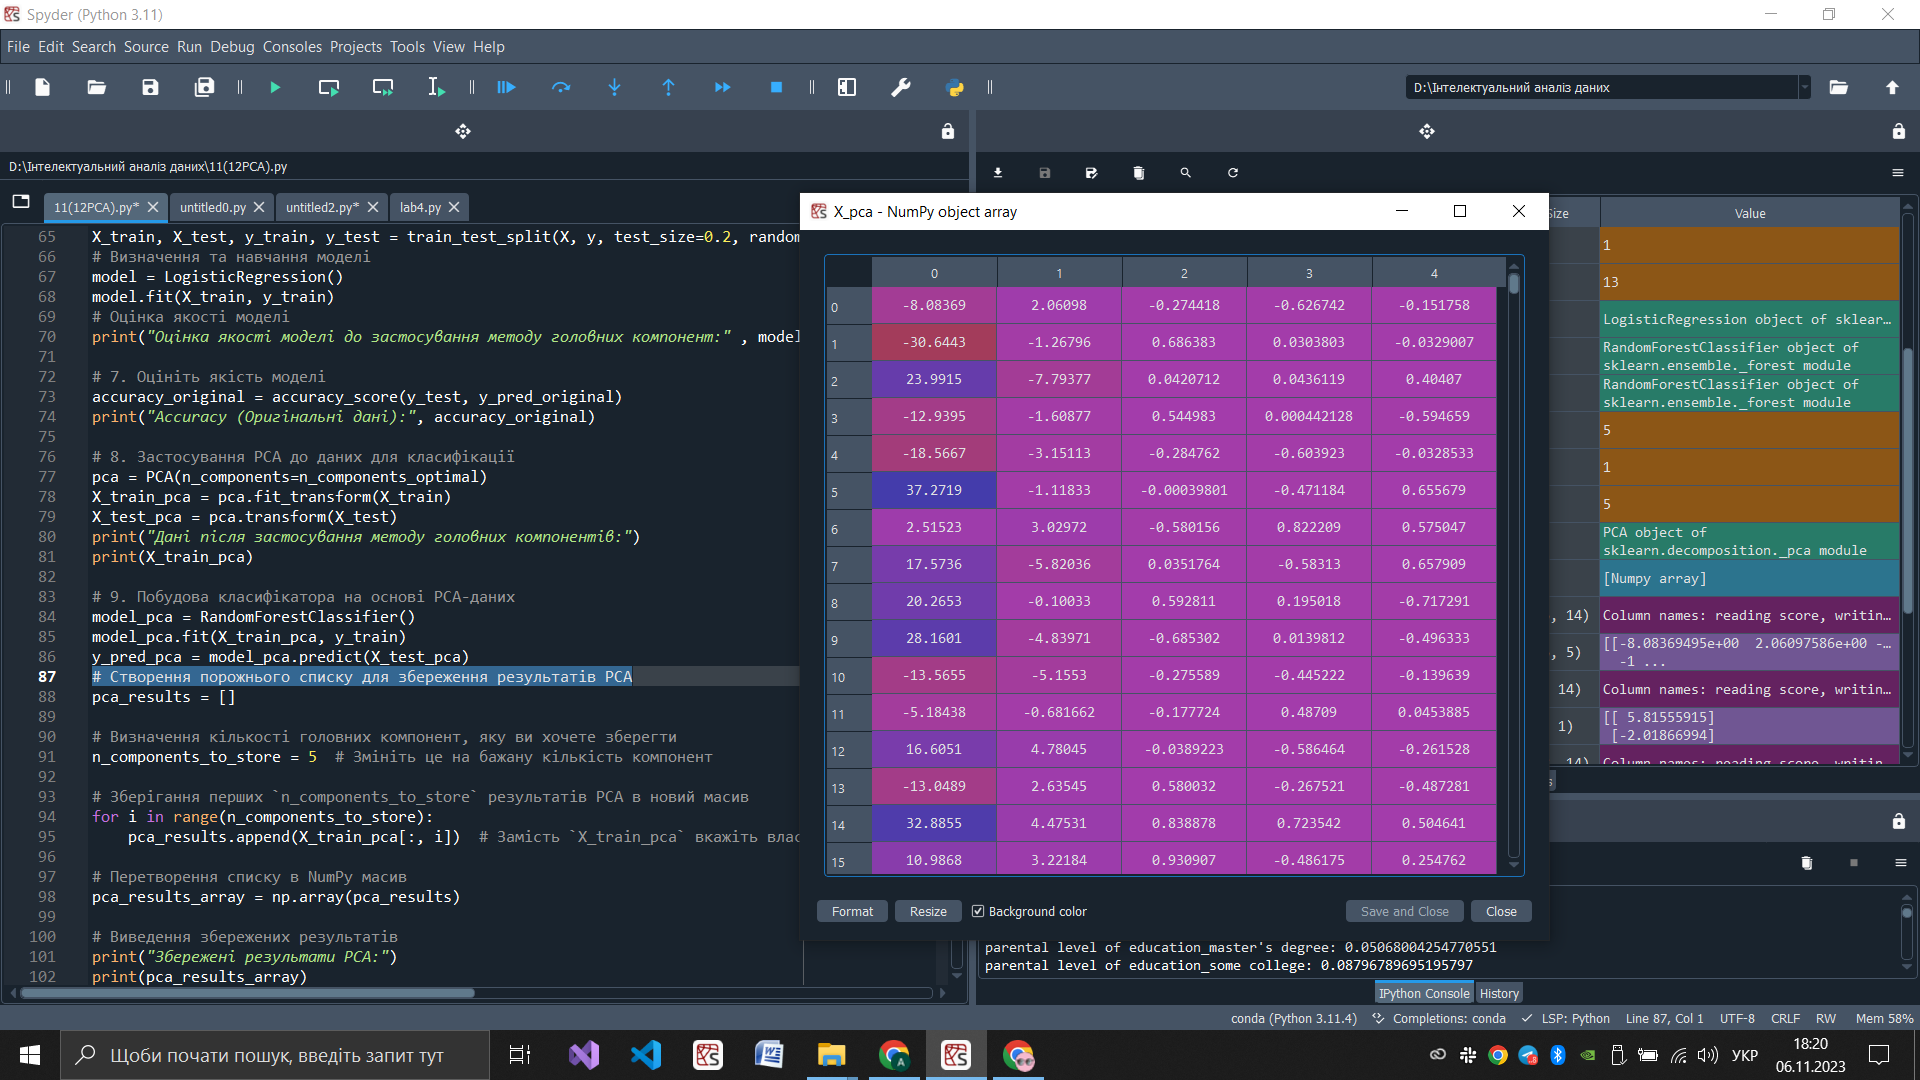 Spyder (Python 3.11)
File Edit Search Source Run Debug Consoles Projects Tools View Help
D:\Інтелектуальний аналіз даних
D:\Інтелектуальний аналіз даних\11(12PCA).py
11(12PCA).py* untitled0.py untitled2.py* lab4.py
65 X_train, X_test, y_train, y_test = train_test_split(X, y, test_size=0.2, random
66 # Визначення та навчання моделі
67 model = LogisticRegression()
68 model.fit(X_train, y_train)
69 # Оцінка якості моделі
70 print("Оцінка якості моделі до застосування методу головних компонент:" , model
71
72 # 7. Оцініть якість моделі
73 accuracy_original = accuracy_score(y_test, y_pred_original)
74 print("Accuracy (Оригінальні дані):", accuracy_original)
75
76 # 8. Застосування PCA до даних для класифікації
77 pca = PCA(n_components=n_components_optimal)
78 X_train_pca = pca.fit_transform(X_train)
79 X_test_pca = pca.transform(X_test)
80 print("Дані після застосування методу головних компонентів:")
81 print(X_train_pca)
82
83 # 9. Побудова класифікатора на основі PCA-даних
84 model_pca = RandomForestClassifier()
85 model_pca.fit(X_train_pca, y_train)
86 y_pred_pca = model_pca.predict(X_test_pca)
87 # Створення порожнього списку для збереження результатів PCA
88 pca_results = []
89
90 # Визначення кількості головних компонент, яку ви хочете зберегти
91 n_components_to_store = 5  # Змініть це на бажану кількість компонент
92
93 # Зберігання перших `n_components_to_store` результатів PCA в новий масив
94 for i in range(n_components_to_store):
95     pca_results.append(X_train_pca[:, i])  # Замість `X_train_pca` вкажіть влас
96
97 # Перетворення списку в NumPy масив
98 pca_results_array = np.array(pca_results)
99
100 # Виведення збережених результатів
101 print("Збережені результати PCA:")
102 print(pca_results_array)
X_pca - NumPy object array
0 1 2 3 4
0 -8.08369 2.06098 -0.274418 -0.626742 -0.151758
1 -30.6443 -1.26796 0.686383 0.0303803 -0.0329007
2 23.9915 -7.79377 0.0420712 0.0436119 0.40407
3 -12.9395 -1.60877 0.544983 0.000442128 -0.594659
4 -18.5667 -3.15113 -0.284762 -0.603923 -0.0328533
5 37.2719 -1.11833 -0.00039801 -0.471184 0.655679
6 2.51523 3.02972 -0.580156 0.822209 0.575047
7 17.5736 -5.82036 0.0351764 -0.58313 0.657909
8 20.2653 -0.10033 0.592811 0.195018 -0.717291
9 28.1601 -4.83971 -0.685302 0.0139812 -0.496333
10 -13.5655 -5.1553 -0.275589 -0.445222 -0.139639
11 -5.18438 -0.681662 -0.177724 0.48709 0.0453885
12 16.6051 4.78045 -0.0389223 -0.586464 -0.261528
13 -13.0489 2.63545 0.580032 -0.267521 -0.487281
14 32.8855 4.47531 0.838878 0.723542 0.504641
15 10.9868 3.22184 0.930907 -0.486175 0.254762
Format Resize Background color Save and Close Close
Size Value
1
13
LogisticRegression object of sklear…
RandomForestClassifier object of
sklearn.ensemble._forest module
RandomForestClassifier object of
sklearn.ensemble._forest module
5
1
5
PCA object of
sklearn.decomposition._pca module
[Numpy array]
, 14) Column names: reading score, writin…
, 5) [[-8.08369495e+00  2.06097586e+00 -…
-1 ...
14) Column names: reading score, writin…
1) [[ 5.81555915]
[-2.01866994]
14) Column names: reading score, writin…
parental level of education_master's degree: 0.05068004254770551
parental level of education_some college: 0.08796789695195797
IPython Console History
conda (Python 3.11.4) Completions: conda LSP: Python Line 87, Col 1 UTF-8 CRLF RW Mem 58%
Щоби почати пошук, введіть запит тут
УКР
18:20
06.11.2023